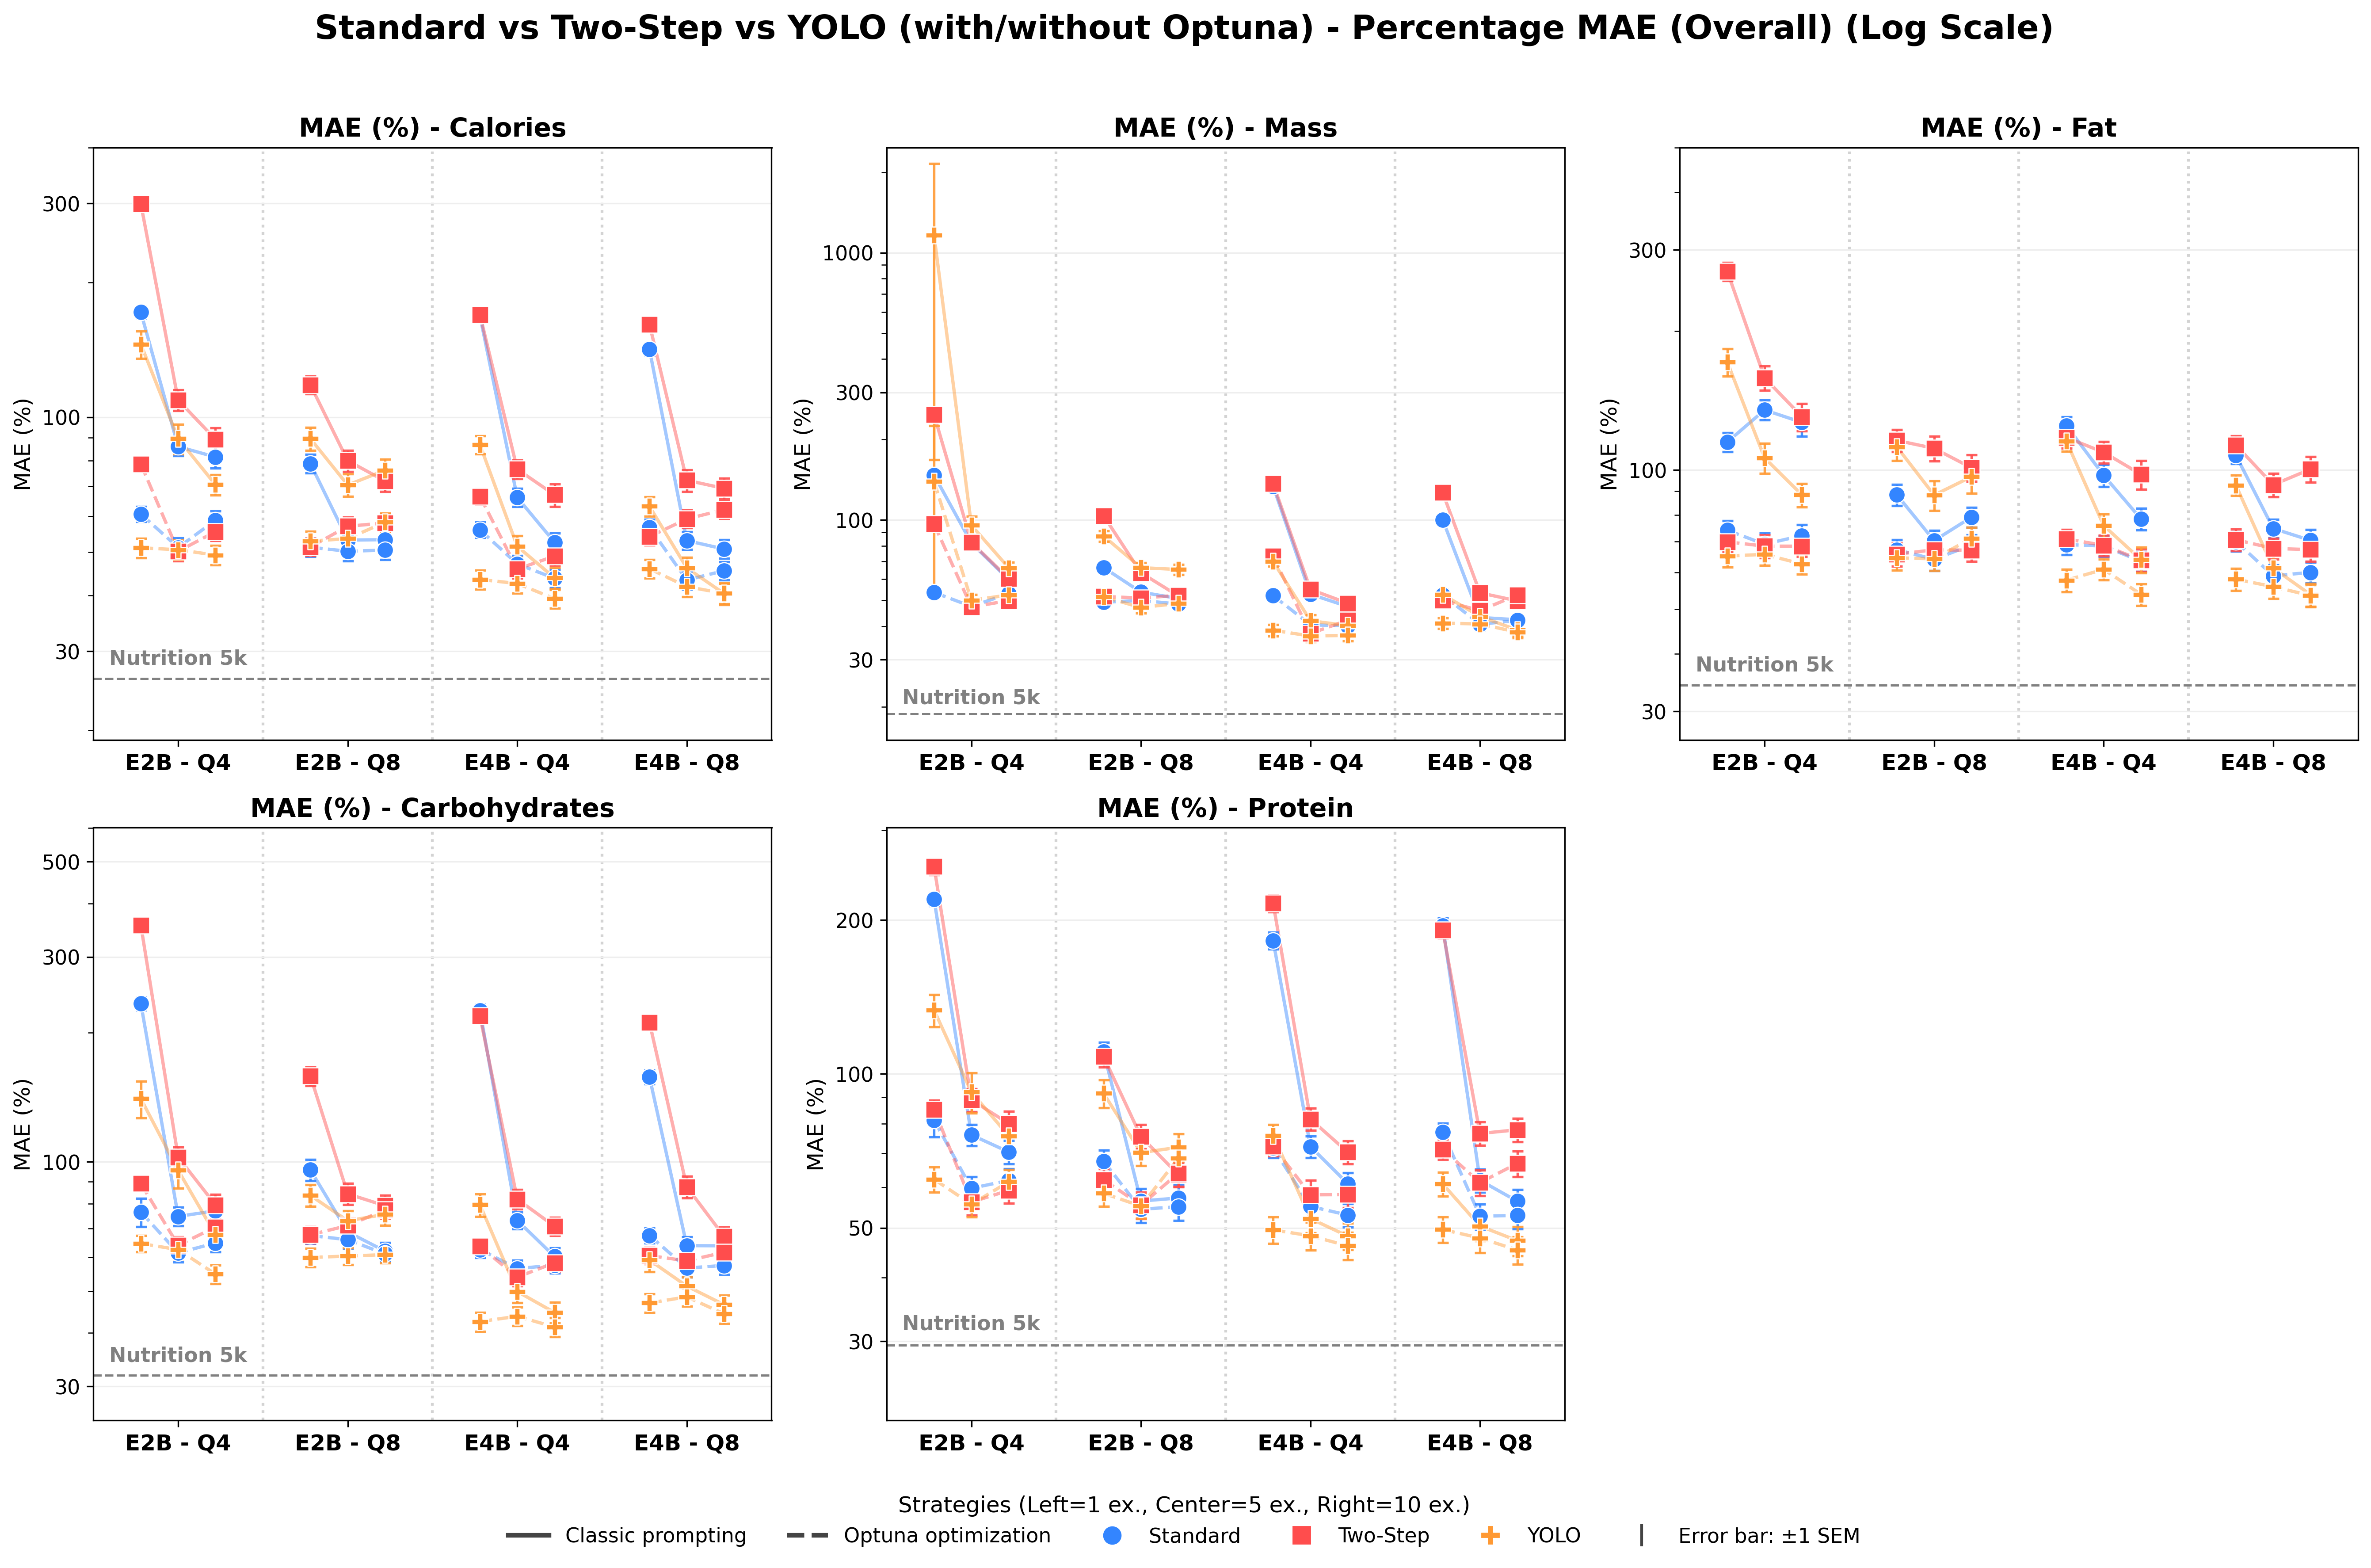 Standard vs Two-Step vs YOLO (with/without Optuna) - Percentage MAE (Overall) (Log Scale)
MAE (%) - Calories
MAE (%)
300
100
30
Nutrition 5k
E2B - Q4
E2B - Q8
E4B - Q4
E4B - Q8
MAE (%) - Mass
MAE (%)
1000
300
100
30
Nutrition 5k
E2B - Q4
E2B - Q8
E4B - Q4
E4B - Q8
MAE (%) - Fat
MAE (%)
300
100
30
Nutrition 5k
E2B - Q4
E2B - Q8
E4B - Q4
E4B - Q8
MAE (%) - Carbohydrates
MAE (%)
500
300
100
30
Nutrition 5k
E2B - Q4
E2B - Q8
E4B - Q4
E4B - Q8
MAE (%) - Protein
MAE (%)
200
100
50
30
Nutrition 5k
E2B - Q4
E2B - Q8
E4B - Q4
E4B - Q8
Strategies (Left=1 ex., Center=5 ex., Right=10 ex.)
Classic prompting
Optuna optimization
Standard
Two-Step
YOLO
Error bar: ±1 SEM